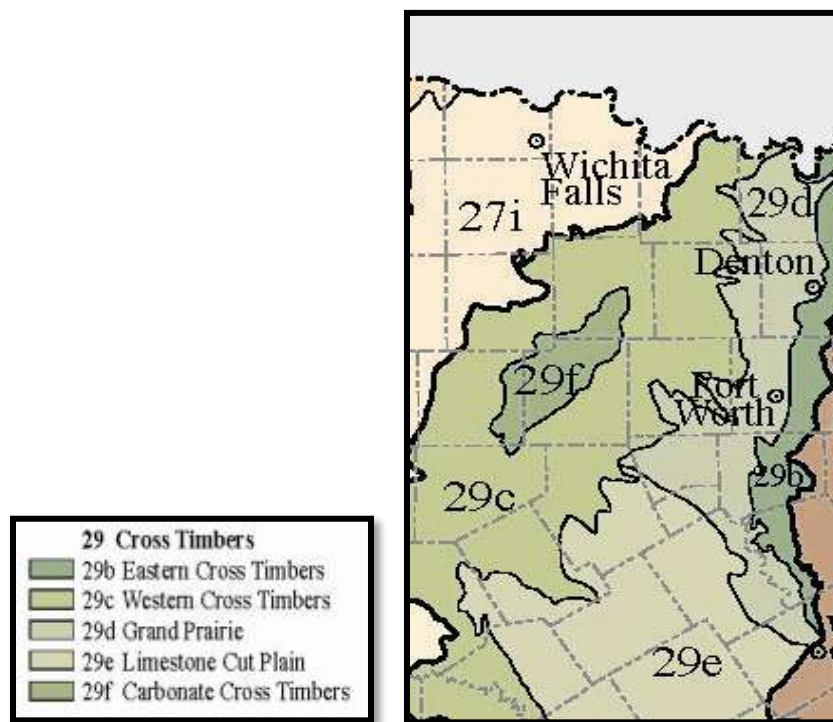 29 Cross Timbers
29b Eastern Cross Timbers
29c Western Cross Timbers
29d Grand Prairie
29e Limestone Cut Plain
29f Carbonate Cross Timbers
Wichita
Falls
27i
29d
Denton
29f
Fort
Worth
29b
29c
29e